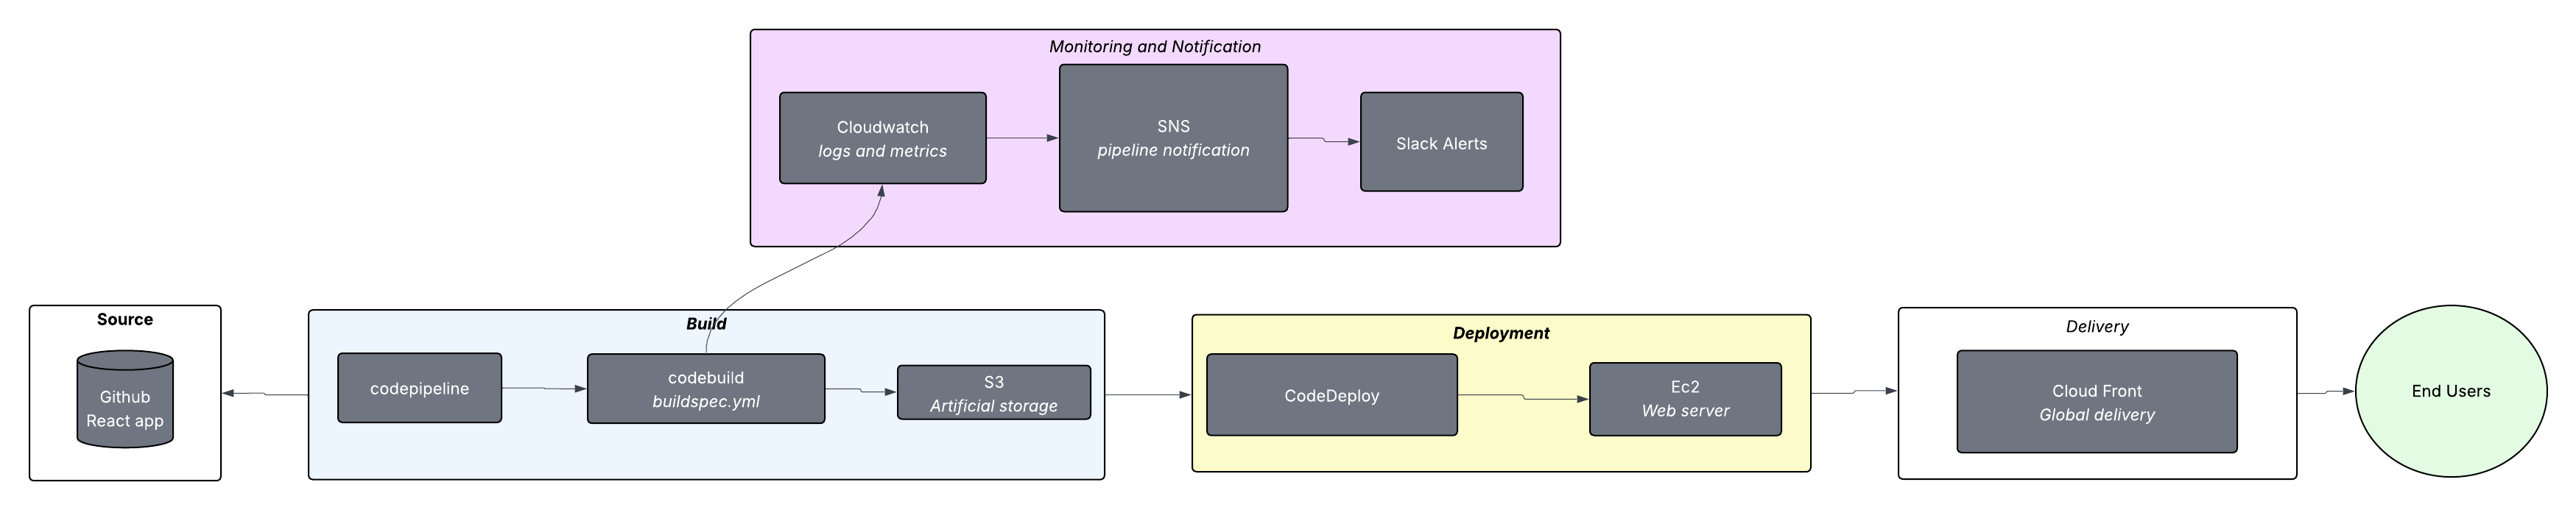 Monitoring and Notification
Cloudwatch
logs and metrics
SNS
pipeline notification
Slack Alerts
Source
Github
React app
Build
codepipeline
codebuild
buildspec.yml
S3
Artificial storage
Deployment
CodeDeploy
Ec2
Web server
Delivery
Cloud Front
Global delivery
End Users